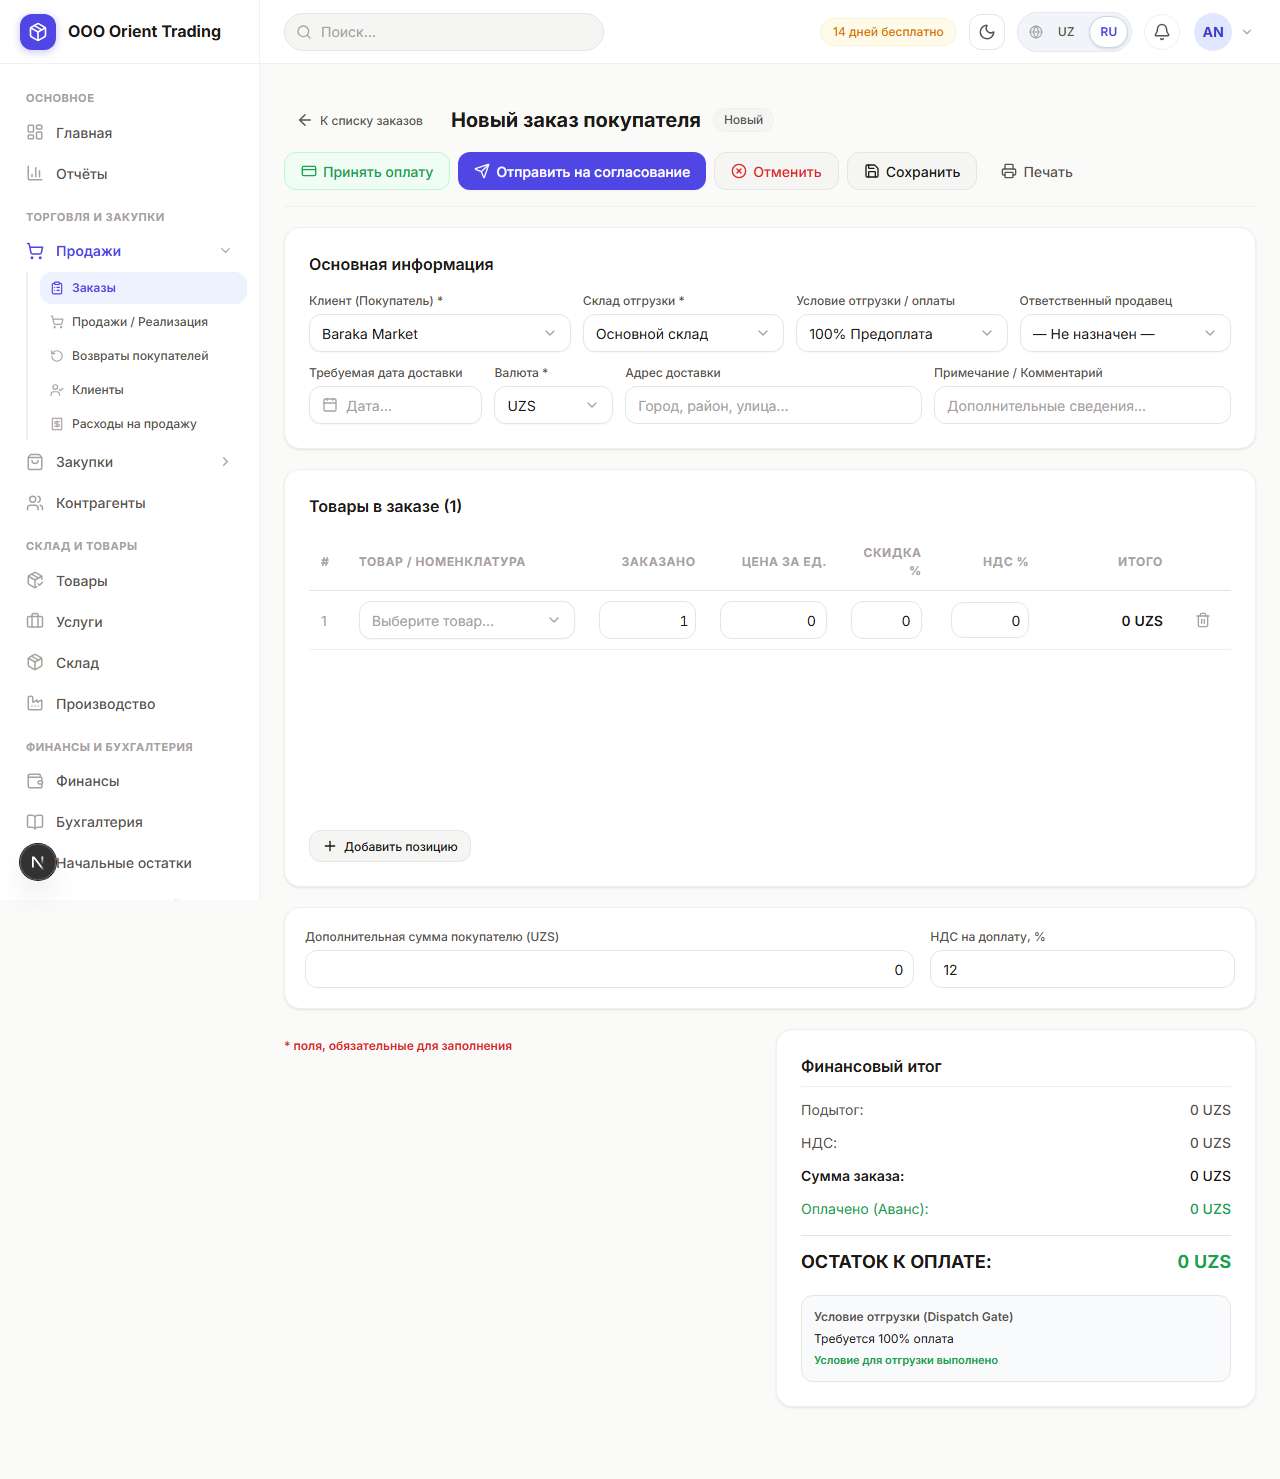 ООО Orient Trading
Поиск...
14 дней бесплатно
UZ
RU
AN
ОСНОВНОЕ
Главная
Отчёты
ТОРГОВЛЯ И ЗАКУПКИ
Продажи
Заказы
Продажи / Реализация
Возвраты покупателей
Клиенты
Расходы на продажу
Закупки
Контрагенты
СКЛАД И ТОВАРЫ
Товары
Услуги
Склад
Производство
ФИНАНСЫ И БУХГАЛТЕРИЯ
Финансы
Бухгалтерия
N
Начальные остатки
К списку заказов
Новый заказ покупателя
Новый
Принять оплату
Отправить на согласование
Отменить
Сохранить
Печать
Основная информация
Клиент (Покупатель) *
Склад отгрузки *
Условие отгрузки / оплаты
Ответственный продавец
Baraka Market
Основной склад
100% Предоплата
— Не назначен —
Требуемая дата доставки
Валюта *
Адрес доставки
Примечание / Комментарий
Дата...
UZS
Город, район, улица...
Дополнительные сведения...
Товары в заказе (1)
# ТОВАР / НОМЕНКЛАТУРА ЗАКАЗАНО ЦЕНА ЗА ЕД. СКИДКА % НДС % ИТОГО
1 Выберите товар... 1 0 0 0 0 UZS
Добавить позицию
Дополнительная сумма покупателю (UZS)
НДС на доплату, %
0
12
* поля, обязательные для заполнения
Финансовый итог
Подытог: 0 UZS
НДС: 0 UZS
Сумма заказа: 0 UZS
Оплачено (Аванс): 0 UZS
ОСТАТОК К ОПЛАТЕ: 0 UZS
Условие отгрузки (Dispatch Gate)
Требуется 100% оплата
Условие для отгрузки выполнено